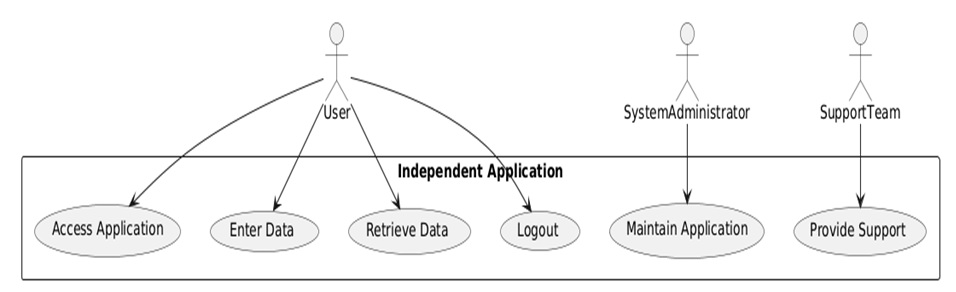 User
SystemAdministrator
SupportTeam
Independent Application
Access Application
Enter Data
Retrieve Data
Logout
Maintain Application
Provide Support